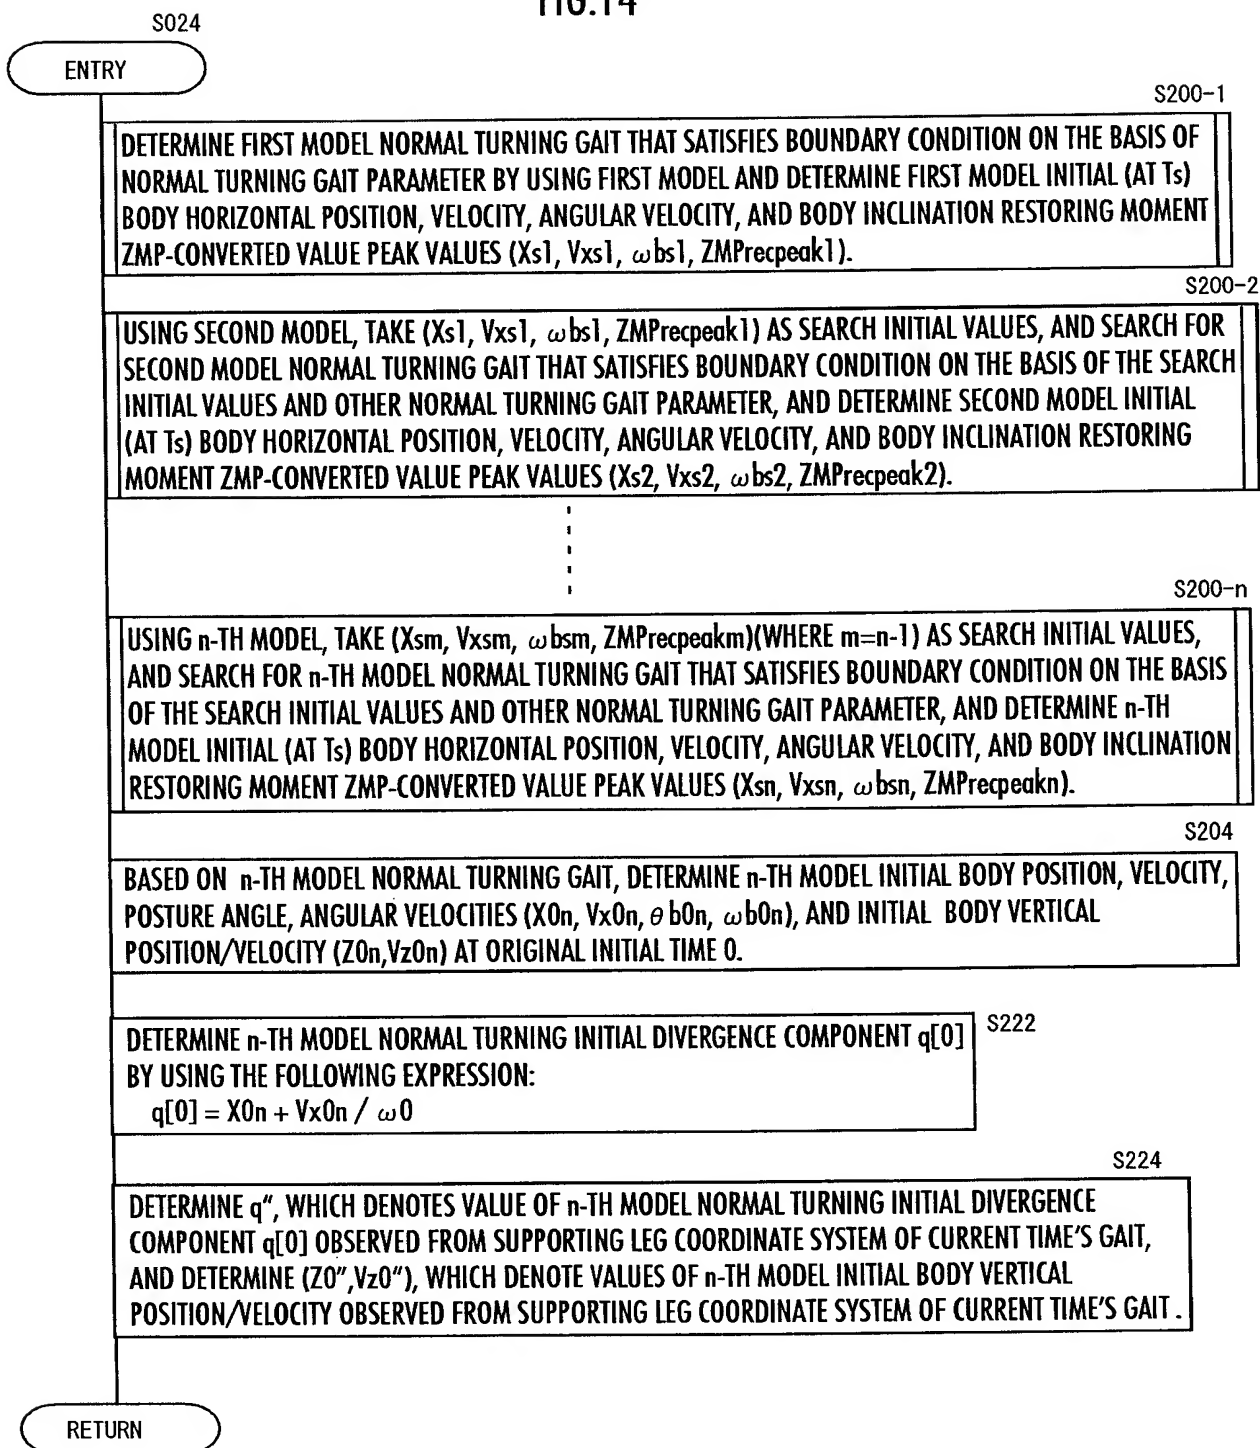 FIG.14
S024
ENTRY
S200-1
DETERMINE FIRST MODEL NORMAL TURNING GAIT THAT SATISFIES BOUNDARY CONDITION ON THE BASIS OF
NORMAL TURNING GAIT PARAMETER BY USING FIRST MODEL AND DETERMINE FIRST MODEL INITIAL (AT Ts)
BODY HORIZONTAL POSITION, VELOCITY, ANGULAR VELOCITY, AND BODY INCLINATION RESTORING MOMENT
ZMP-CONVERTED VALUE PEAK VALUES (Xs1, Vxs1, ωbs1, ZMPrecpeak1).
S200-2
USING SECOND MODEL, TAKE (Xs1, Vxs1, ωbs1, ZMPrecpeak1) AS SEARCH INITIAL VALUES, AND SEARCH FOR
SECOND MODEL NORMAL TURNING GAIT THAT SATISFIES BOUNDARY CONDITION ON THE BASIS OF THE SEARCH
INITIAL VALUES AND OTHER NORMAL TURNING GAIT PARAMETER, AND DETERMINE SECOND MODEL INITIAL
(AT Ts) BODY HORIZONTAL POSITION, VELOCITY, ANGULAR VELOCITY, AND BODY INCLINATION RESTORING
MOMENT ZMP-CONVERTED VALUE PEAK VALUES (Xs2, Vxs2, ωbs2, ZMPrecpeak2).
S200-n
USING n-TH MODEL, TAKE (Xsm, Vxsm, ωbsm, ZMPrecpeakm)(WHERE m=n-1) AS SEARCH INITIAL VALUES,
AND SEARCH FOR n-TH MODEL NORMAL TURNING GAIT THAT SATISFIES BOUNDARY CONDITION ON THE BASIS
OF THE SEARCH INITIAL VALUES AND OTHER NORMAL TURNING GAIT PARAMETER, AND DETERMINE n-TH
MODEL INITIAL (AT Ts) BODY HORIZONTAL POSITION, VELOCITY, ANGULAR VELOCITY, AND BODY INCLINATION
RESTORING MOMENT ZMP-CONVERTED VALUE PEAK VALUES (Xsn, Vxsn, ωbsn, ZMPrecpeakn).
S204
BASED ON n-TH MODEL NORMAL TURNING GAIT, DETERMINE n-TH MODEL INITIAL BODY POSITION, VELOCITY,
POSTURE ANGLE, ANGULAR VELOCITIES (X0n, Vx0n, θb0n, ωb0n), AND INITIAL BODY VERTICAL
POSITION/VELOCITY (Z0n,Vz0n) AT ORIGINAL INITIAL TIME 0.
S222
DETERMINE n-TH MODEL NORMAL TURNING INITIAL DIVERGENCE COMPONENT q[0]
BY USING THE FOLLOWING EXPRESSION:
q[0] = X0n + Vx0n / ω0
S224
DETERMINE q", WHICH DENOTES VALUE OF n-TH MODEL NORMAL TURNING INITIAL DIVERGENCE
COMPONENT q[0] OBSERVED FROM SUPPORTING LEG COORDINATE SYSTEM OF CURRENT TIME'S GAIT,
AND DETERMINE (Z0",Vz0"), WHICH DENOTE VALUES OF n-TH MODEL INITIAL BODY VERTICAL
POSITION/VELOCITY OBSERVED FROM SUPPORTING LEG COORDINATE SYSTEM OF CURRENT TIME'S GAIT .
RETURN